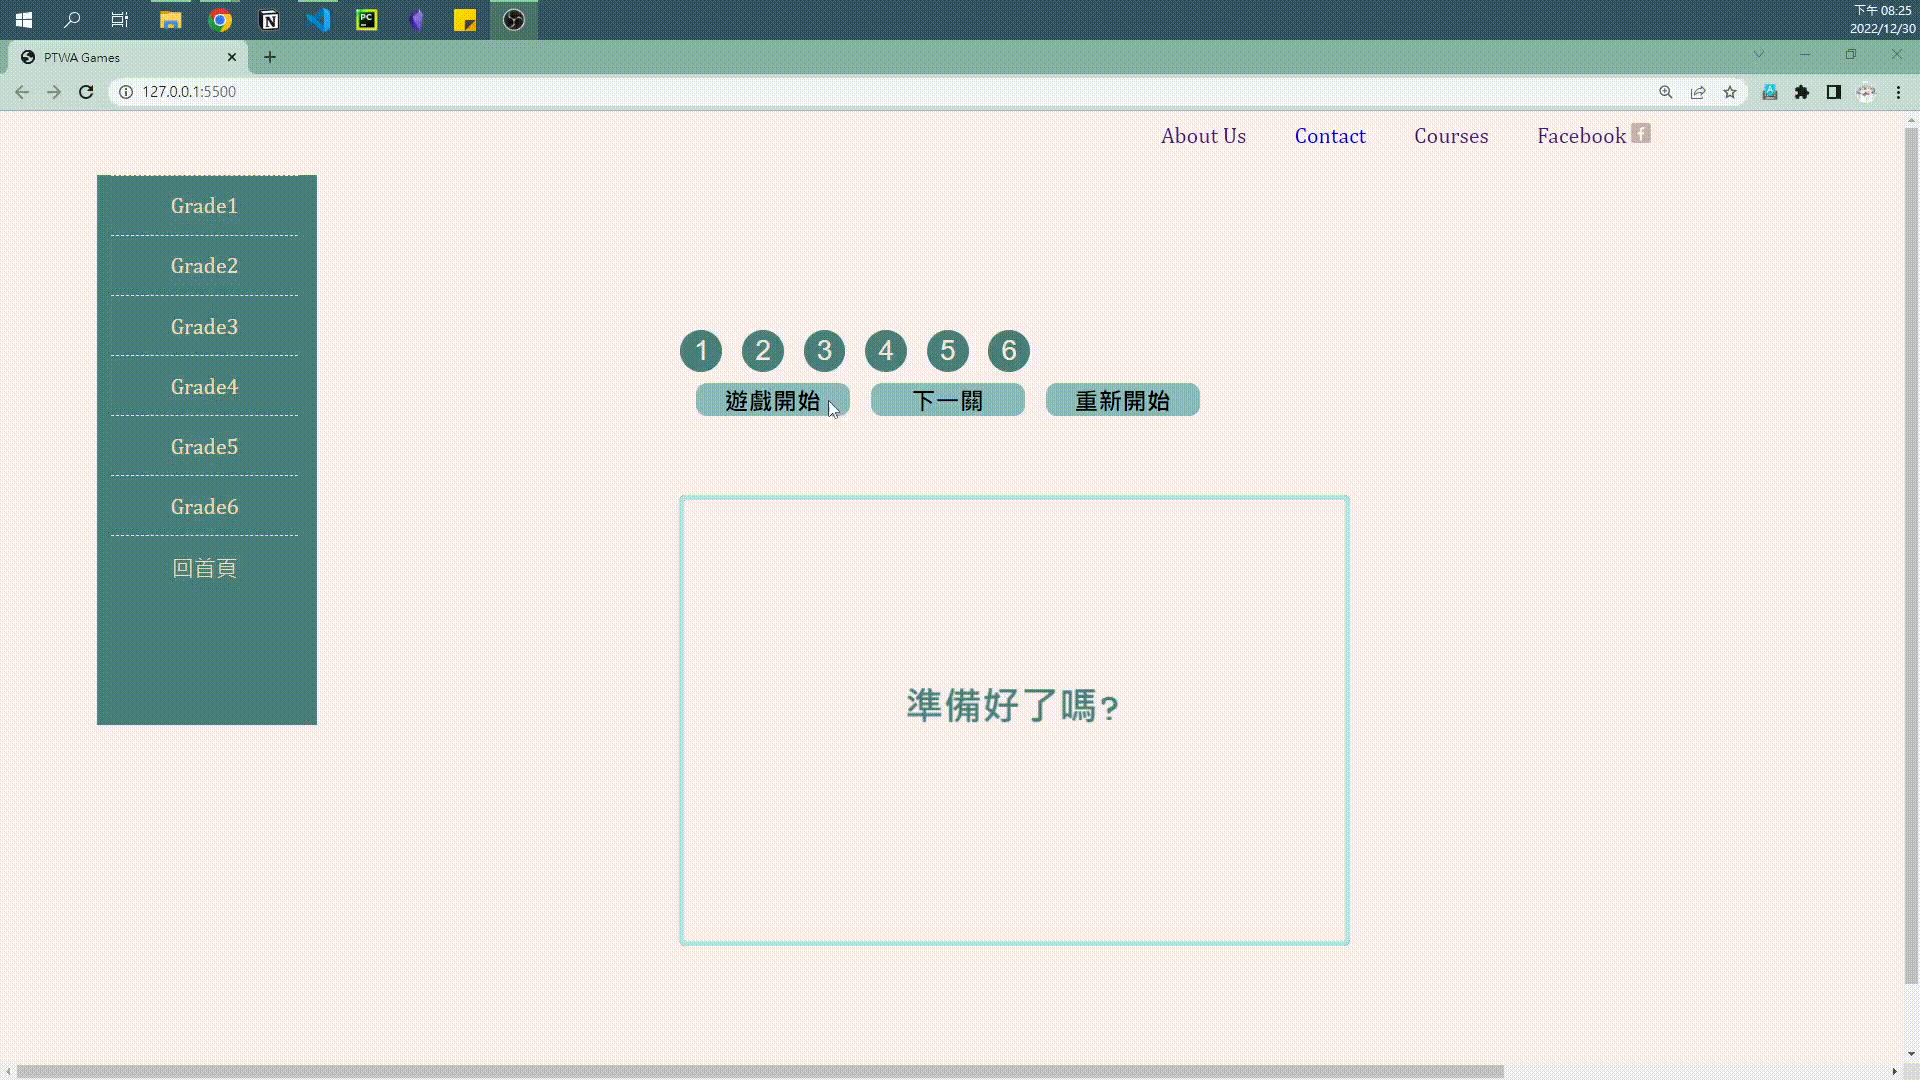 下午 08:25
2022/12/30
PTWA Games
127.0.0.1:5500
About Us Contact Courses Facebook
Grade1
Grade2
Grade3
Grade4
Grade5
Grade6
回首頁
1 2 3 4 5 6
遊戲開始 下一關 重新開始
準備好了嗎?